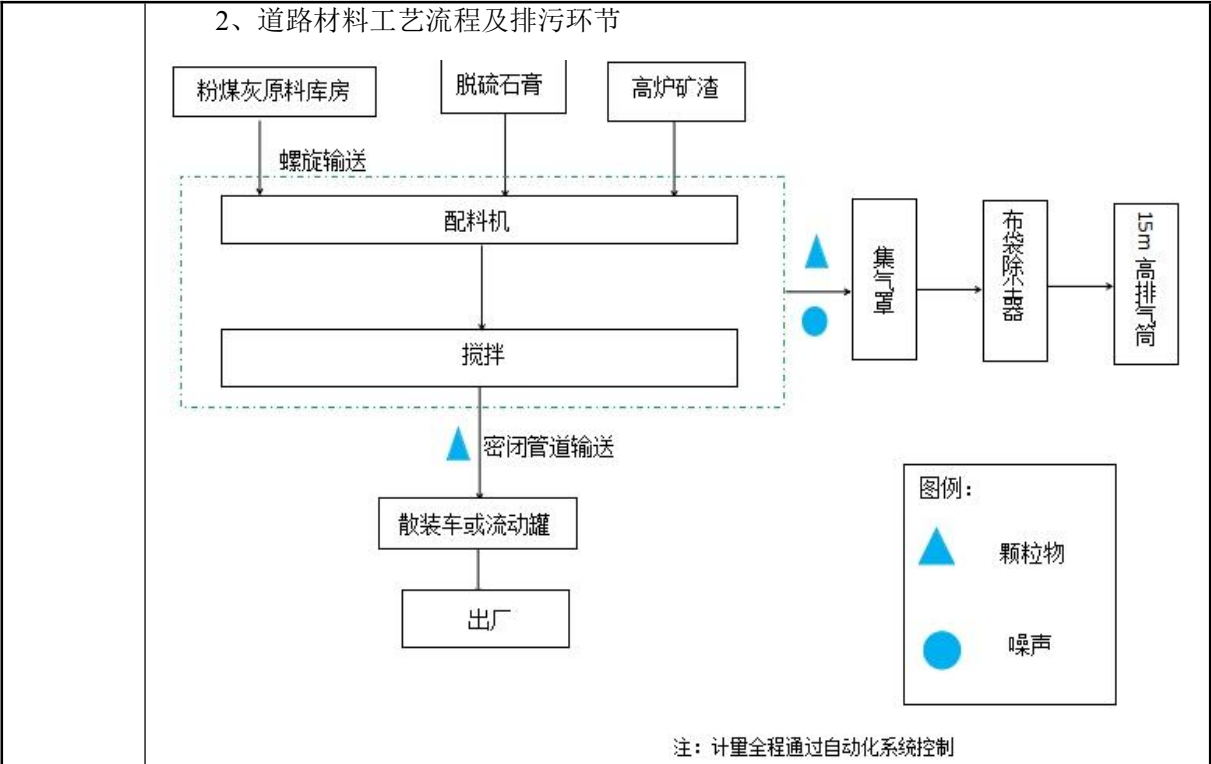 2、道路材料工艺流程及排污环节
粉煤灰原料库房
脱硫石膏
高炉矿渣
螺旋输送
配料机
搅拌
集气罩
布袋除尘器
15m 高排气筒
密闭管道输送
散装车或流动罐
出厂
图例：
颗粒物
噪声
注：计量全程通过自动化系统控制